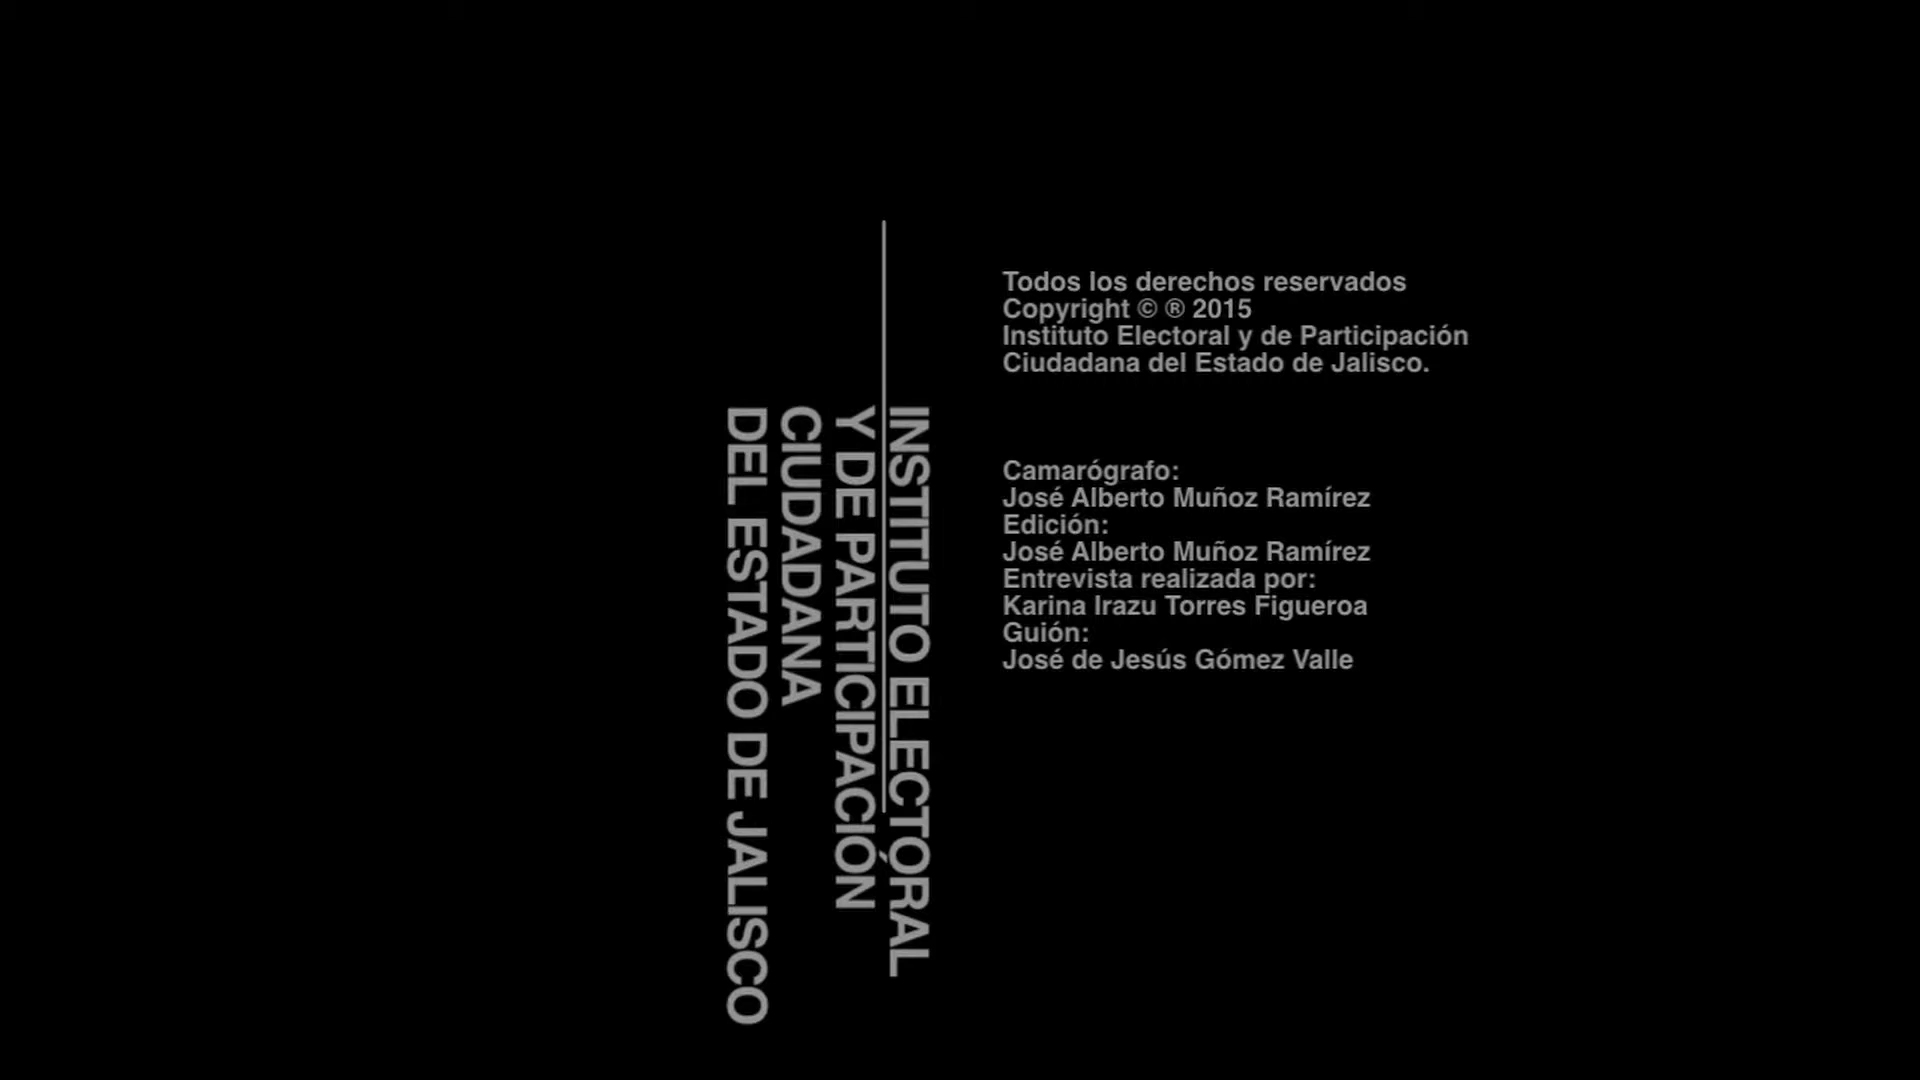 INSTITUTO ELECTORAL
Y DE PARTICIPACIÓN
CIUDADANA
DEL ESTADO DE JALISCO
Todos los derechos reservados
Copyright © ® 2015
Instituto Electoral y de Participación
Ciudadana del Estado de Jalisco.
Camarógrafo:
José Alberto Muñoz Ramírez
Edición:
José Alberto Muñoz Ramírez
Entrevista realizada por:
Karina Irazu Torres Figueroa
Guión:
José de Jesús Gómez Valle